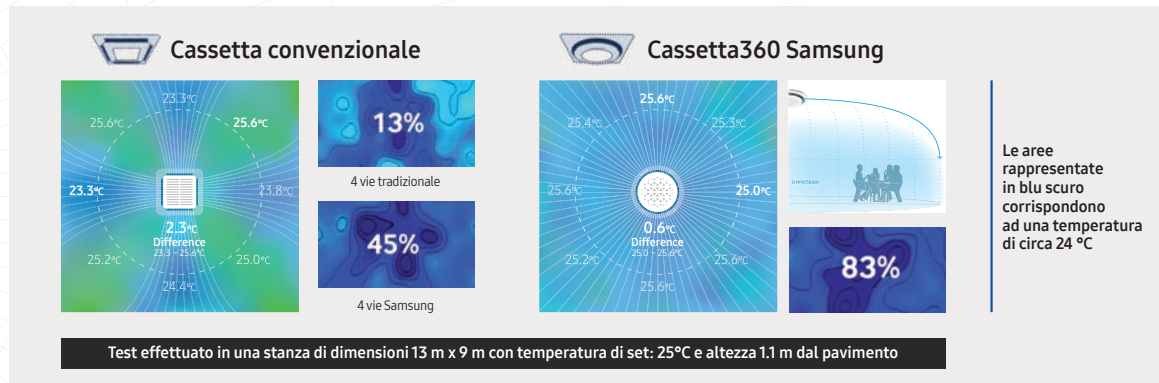 Cassetta convenzionale
23.3°C
25.6°C
25.6°C
23.3°C
23.8°C
2.3°C
Difference
23.3 ~ 25.6°C
25.2°C
25.0°C
24.4°C
13%
4 vie tradizionale
45%
4 vie Samsung
Cassetta360 Samsung
25.6°C
25.4°C
25.3°C
25.6°C
25.0°C
0.6°C
Difference
25.0 ~ 25.6°C
25.2°C
25.6°C
25.6°C
Living Space
83%
Le aree
rappresentate
in blu scuro
corrispondono
ad una temperatura
di circa 24 °C
Test effettuato in una stanza di dimensioni 13 m x 9 m con temperatura di set: 25°C e altezza 1.1 m dal pavimento